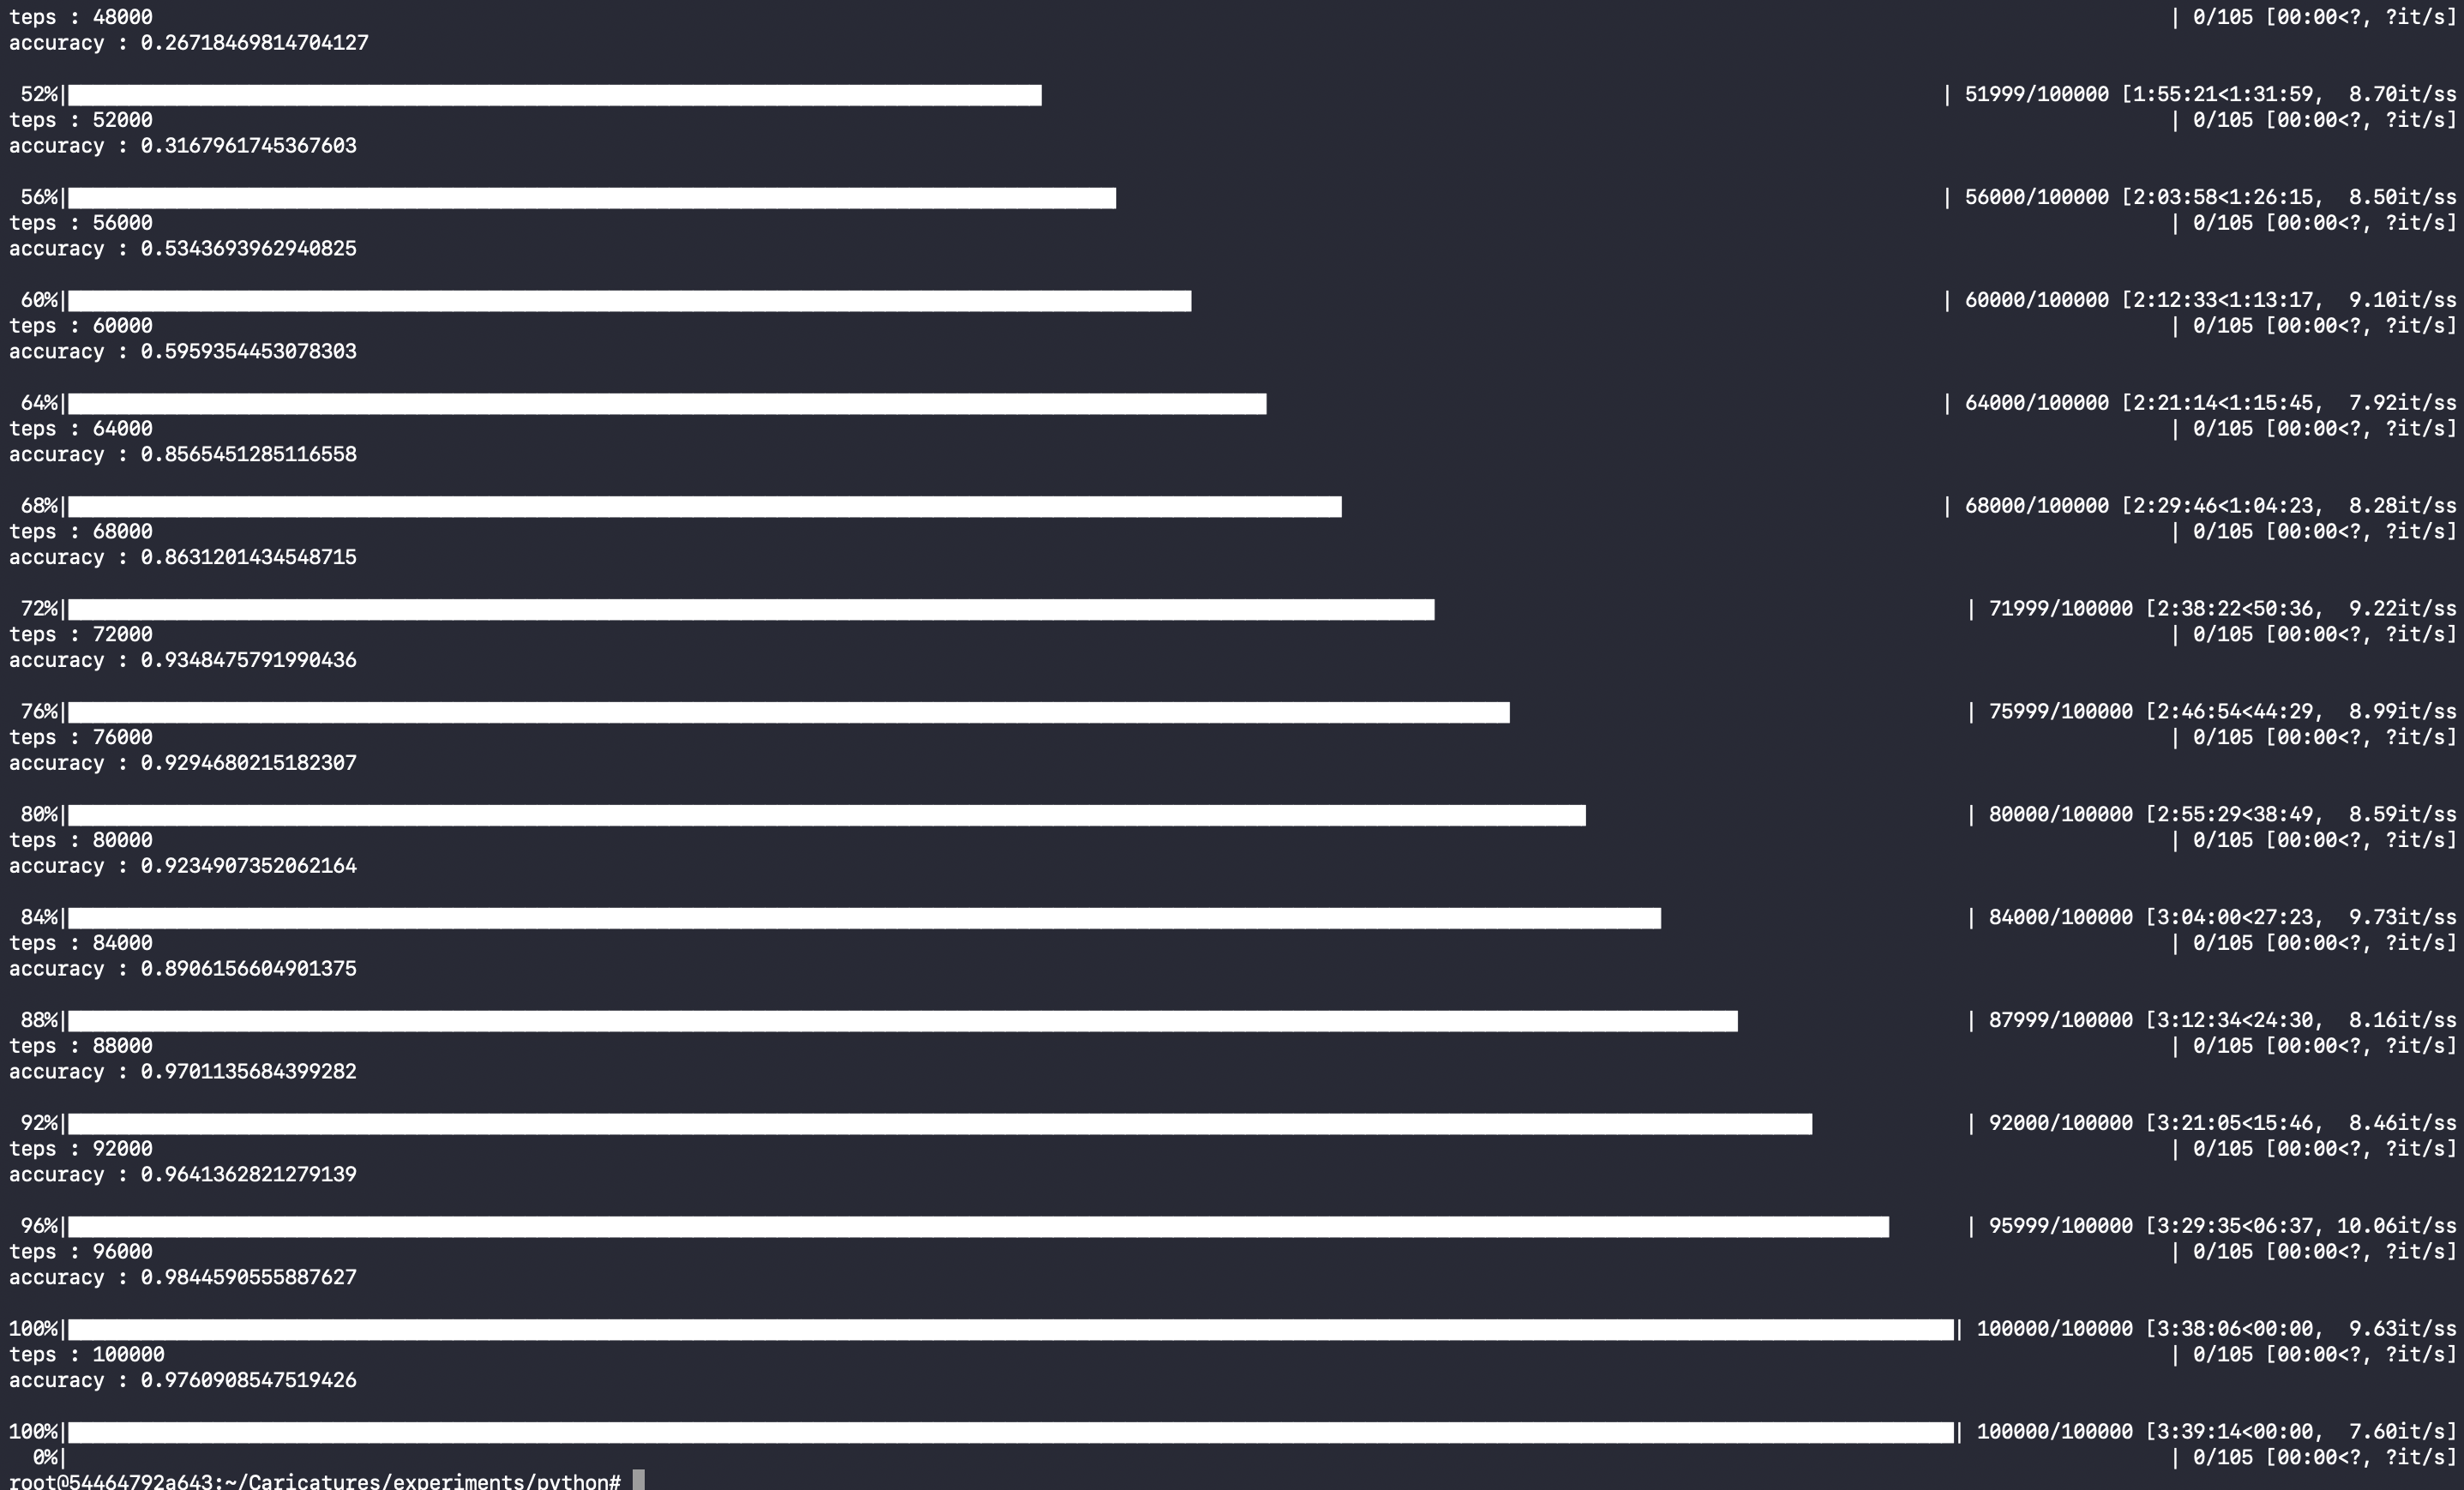 teps : 48000 | 0/105 [00:00<?, ?it/s]
accuracy : 0.26718469814704127
52%| | 51999/100000 [1:55:21<1:31:59, 8.70it/ss
teps : 52000 | 0/105 [00:00<?, ?it/s]
accuracy : 0.3167961745367603
56%| | 56000/100000 [2:03:58<1:26:15, 8.50it/ss
teps : 56000 | 0/105 [00:00<?, ?it/s]
accuracy : 0.5343693962940825
60%| | 60000/100000 [2:12:33<1:13:17, 9.10it/ss
teps : 60000 | 0/105 [00:00<?, ?it/s]
accuracy : 0.5959354453078303
64%| | 64000/100000 [2:21:14<1:15:45, 7.92it/ss
teps : 64000 | 0/105 [00:00<?, ?it/s]
accuracy : 0.8565451285116558
68%| | 68000/100000 [2:29:46<1:04:23, 8.28it/ss
teps : 68000 | 0/105 [00:00<?, ?it/s]
accuracy : 0.8631201434548715
72%| | 71999/100000 [2:38:22<50:36, 9.22it/ss
teps : 72000 | 0/105 [00:00<?, ?it/s]
accuracy : 0.9348475791990436
76%| | 75999/100000 [2:46:54<44:29, 8.99it/ss
teps : 76000 | 0/105 [00:00<?, ?it/s]
accuracy : 0.9294680215182307
80%| | 80000/100000 [2:55:29<38:49, 8.59it/ss
teps : 80000 | 0/105 [00:00<?, ?it/s]
accuracy : 0.9234907352062164
84%| | 84000/100000 [3:04:00<27:23, 9.73it/ss
teps : 84000 | 0/105 [00:00<?, ?it/s]
accuracy : 0.8906156604901375
88%| | 87999/100000 [3:12:34<24:30, 8.16it/ss
teps : 88000 | 0/105 [00:00<?, ?it/s]
accuracy : 0.9701135684399282
92%| | 92000/100000 [3:21:05<15:46, 8.46it/ss
teps : 92000 | 0/105 [00:00<?, ?it/s]
accuracy : 0.9641362821279139
96%| | 95999/100000 [3:29:35<06:37, 10.06it/ss
teps : 96000 | 0/105 [00:00<?, ?it/s]
accuracy : 0.9844590555887627
100%| | 100000/100000 [3:38:06<00:00, 9.63it/ss
teps : 100000 | 0/105 [00:00<?, ?it/s]
accuracy : 0.9760908547519426
100%| | 100000/100000 [3:39:14<00:00, 7.60it/s]
0%| | 0/105 [00:00<?, ?it/s]
root@54464792a643:~/Caricatures/experiments/python#